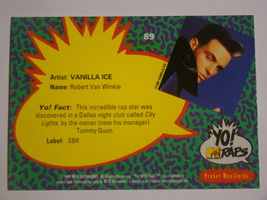 89
Artist: VANILLA ICE
Name: Robert Van Winkle
Yo! Fact: This incredible rap star was
discovered in a Dallas night club called City
Lights, by the owner (now his manager)
Tommy Quon.
Label: SBK
YO!
MTV
RAPS
ProSet MusiCards